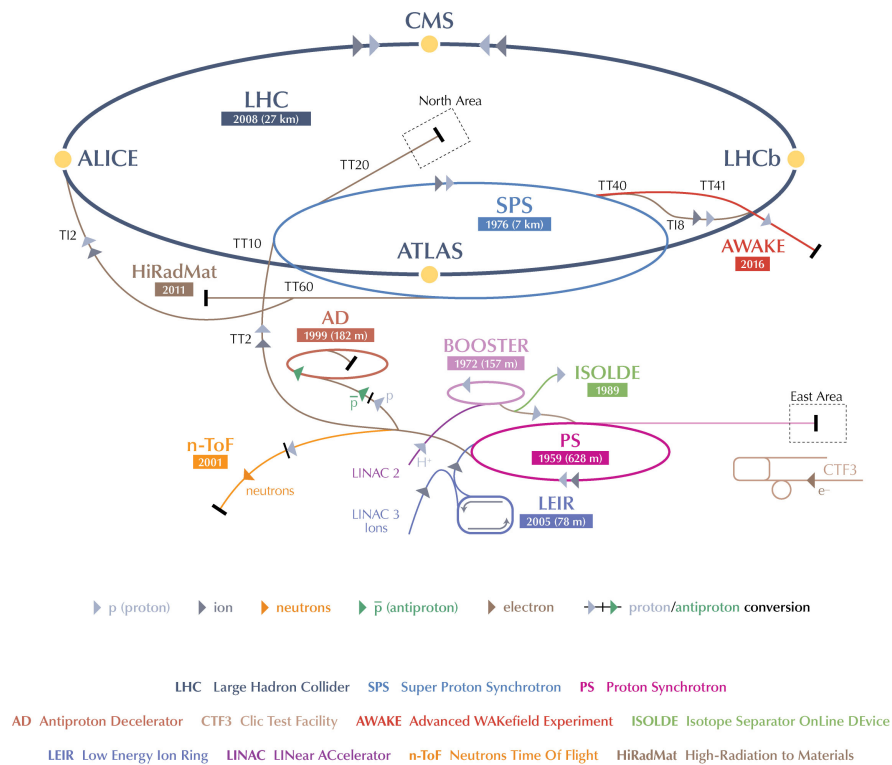 CMS
North Area
LHC
2008 (27 km)
TT20
ALICE
LHCb
TT40
TT41
SPS
1976 (7 km)
TI8
TI2
TT10
ATLAS
AWAKE
2016
HiRadMat
2011
TT60
AD
1999 (182 m)
TT2
BOOSTER
1972 (157 m)
ISOLDE
1989
p
p̅
East Area
n-ToF
2001
PS
1959 (628 m)
H⁺
LINAC 2
neutrons
CTF3
e⁻
LEIR
2005 (78 m)
LINAC 3
Ions
p (proton) ion neutrons p̅ (antiproton) electron proton/antiproton conversion
LHC Large Hadron Collider SPS Super Proton Synchrotron PS Proton Synchrotron
AD Antiproton Decelerator CTF3 Clic Test Facility AWAKE Advanced WAKefield Experiment ISOLDE Isotope Separator OnLine DEvice
LEIR Low Energy Ion Ring LINAC LINear ACcelerator n-ToF Neutrons Time Of Flight HiRadMat High-Radiation to Materials